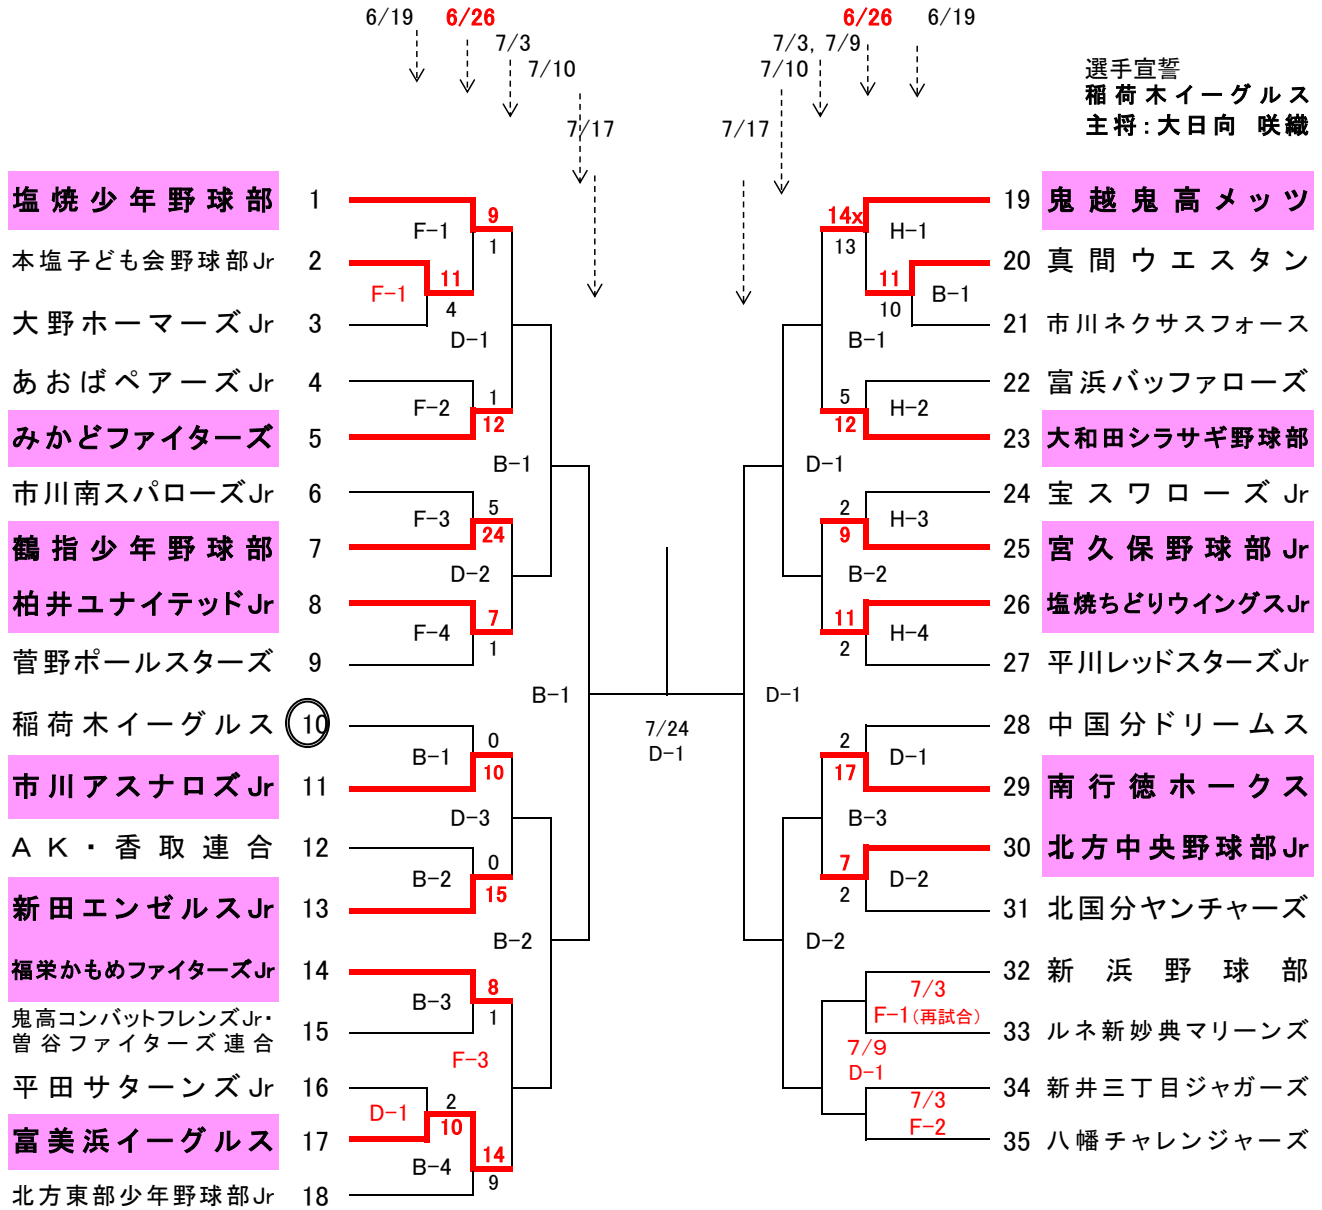 6/19 6/26
7/3
7/10
7/17
6/26 6/19
7/3, 7/9
7/10
7/17
選手宣誓
稲荷木イーグルス
主将:大日向 咲織
塩焼少年野球部 1
本塩子ども会野球部Jr 2
大野ホーマーズJr 3
あおばペアーズJr 4
みかどファイターズ 5
市川南スパローズJr 6
鶴指少年野球部 7
柏井ユナイテッドJr 8
菅野ポールスターズ 9
稲荷木イーグルス 10
市川アスナロズJr 11
AK・香取連合 12
新田エンゼルスJr 13
福栄かもめファイターズJr 14
鬼高コンバットフレンズJr・
曽谷ファイターズ連合 15
平田サターンズJr 16
富美浜イーグルス 17
北方東部少年野球部Jr 18
F-1
9
1
F-1
11
4
D-1
F-2
1
12
B-1
F-3
5
24
D-2
F-4
7
1
B-1
B-1
0
10
D-3
B-2
0
15
B-2
B-3
8
1
F-3
D-1
2
10
B-4
14
9
7/24
D-1
19 鬼越鬼高メッツ
20 真間ウエスタン
21 市川ネクサスフォース
22 富浜バッファローズ
23 大和田シラサギ野球部
24 宝スワローズJr
25 宮久保野球部Jr
26 塩焼ちどりウイングスJr
27 平川レッドスターズJr
28 中国分ドリームス
29 南行徳ホークス
30 北方中央野球部Jr
31 北国分ヤンチャーズ
32 新浜野球部
33 ルネ新妙典マリーンズ
34 新井三丁目ジャガーズ
35 八幡チャレンジャーズ
14x
13
H-1
11
10
B-1
B-1
5
12
H-2
D-1
2
9
H-3
B-2
11
2
H-4
D-1
2
17
D-1
B-3
7
2
D-2
D-2
7/3
F-1(再試合)
7/9
D-1
7/3
F-2